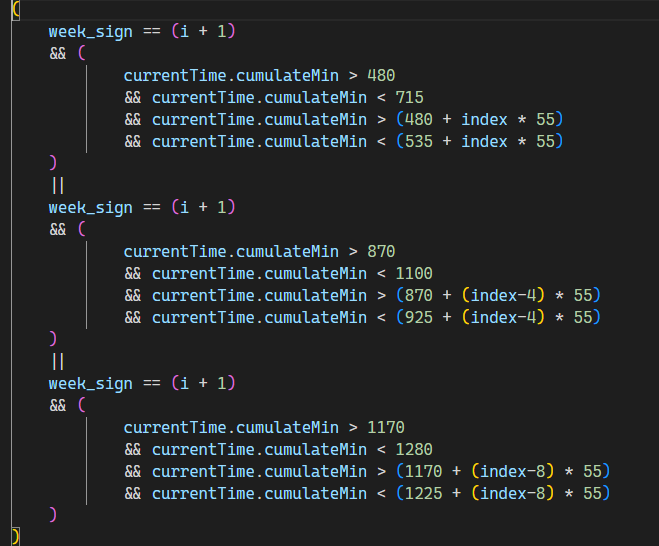 (
    week_sign == (i + 1)
    && (
            currentTime.cumulateMin > 480
            && currentTime.cumulateMin < 715
            && currentTime.cumulateMin > (480 + index * 55)
            && currentTime.cumulateMin < (535 + index * 55)
    )
    ||
    week_sign == (i + 1)
    && (
            currentTime.cumulateMin > 870
            && currentTime.cumulateMin < 1100
            && currentTime.cumulateMin > (870 + (index-4) * 55)
            && currentTime.cumulateMin < (925 + (index-4) * 55)
    )
    ||
    week_sign == (i + 1)
    && (
            currentTime.cumulateMin > 1170
            && currentTime.cumulateMin < 1280
            && currentTime.cumulateMin > (1170 + (index-8) * 55)
            && currentTime.cumulateMin < (1225 + (index-8) * 55)
    )
)